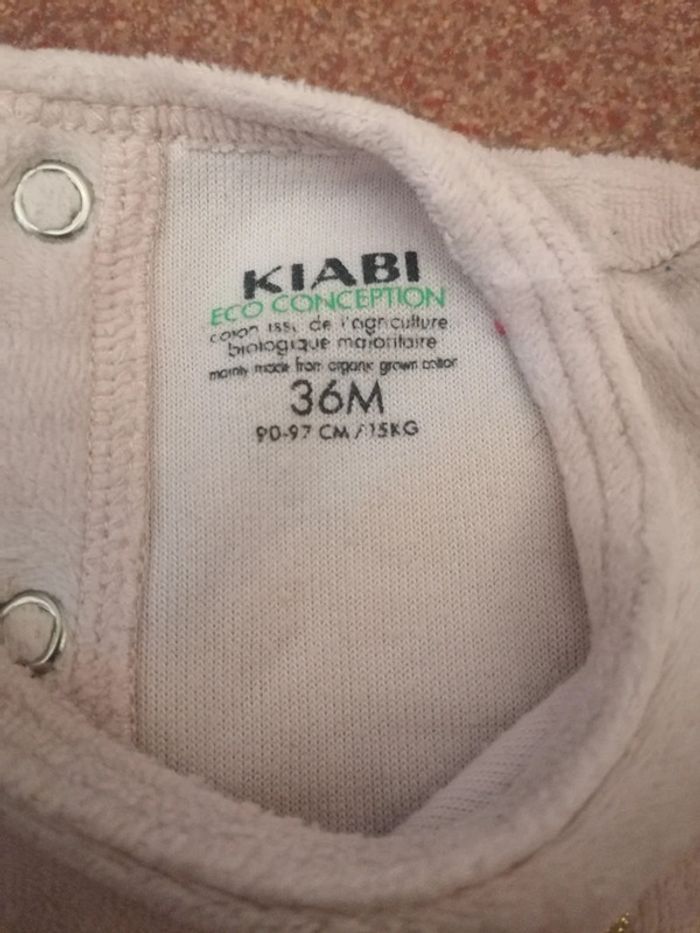 KIABI
ECO CONCEPTION
coton issu de l'agriculture
biologique majoritaire
mainly made from organic grown cotton
36M
90-97 CM/15KG